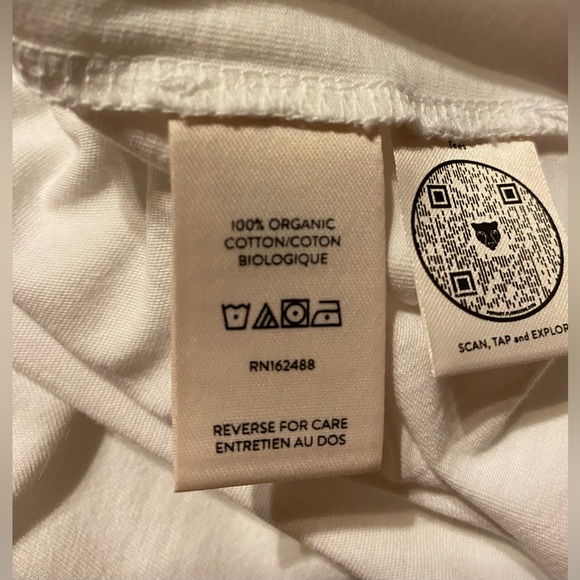 100% ORGANIC
COTTON/COTON
BIOLOGIQUE
RN162488
REVERSE FOR CARE
ENTRETIEN AU DOS
SCAN, TAP and EXPLOR